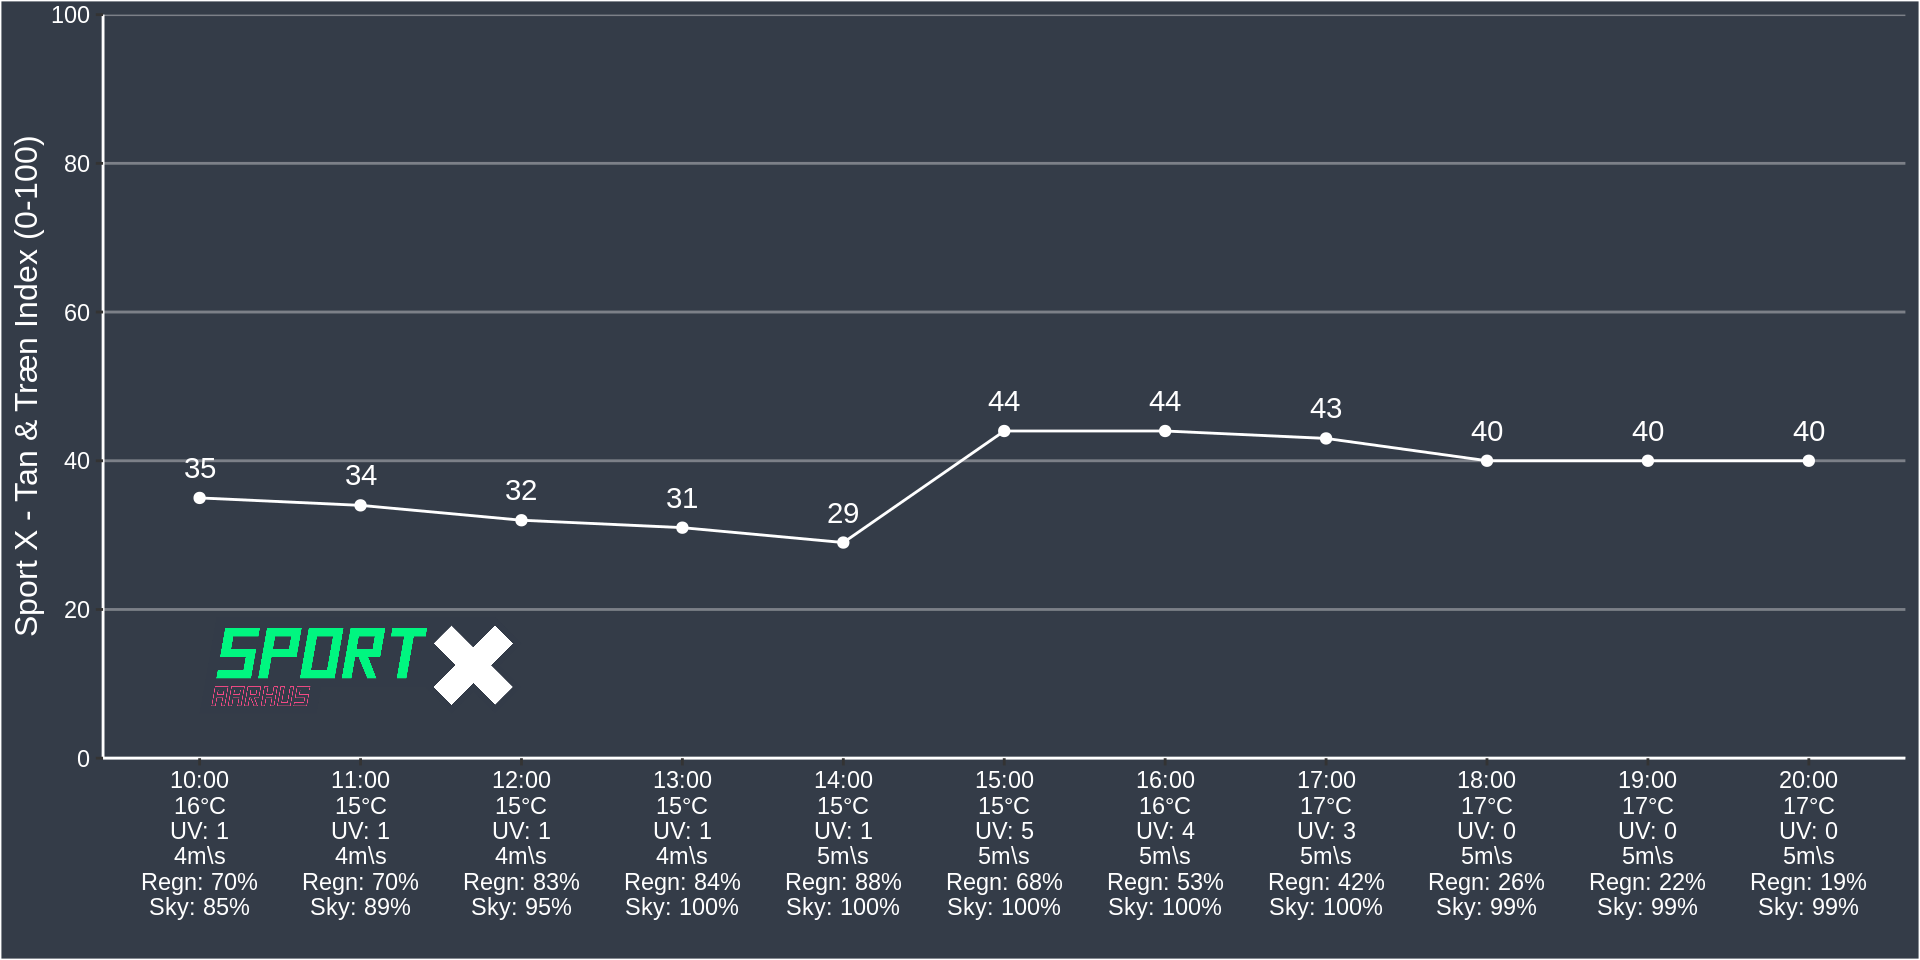 Sport X - Tan & Træn Index (0-100)
100
80
60
40
20
0
35
34
32
31
29
44
44
43
40
40
40
SPORT X
AARHUS
10:00 11:00 12:00 13:00 14:00 15:00 16:00 17:00 18:00 19:00 20:00
16°C 15°C 15°C 15°C 15°C 15°C 16°C 17°C 17°C 17°C 17°C
UV: 1 UV: 1 UV: 1 UV: 1 UV: 1 UV: 5 UV: 4 UV: 3 UV: 0 UV: 0 UV: 0
4m\s 4m\s 4m\s 4m\s 5m\s 5m\s 5m\s 5m\s 5m\s 5m\s 5m\s
Regn: 70% Regn: 70% Regn: 83% Regn: 84% Regn: 88% Regn: 68% Regn: 53% Regn: 42% Regn: 26% Regn: 22% Regn: 19%
Sky: 85% Sky: 89% Sky: 95% Sky: 100% Sky: 100% Sky: 100% Sky: 100% Sky: 100% Sky: 99% Sky: 99% Sky: 99%